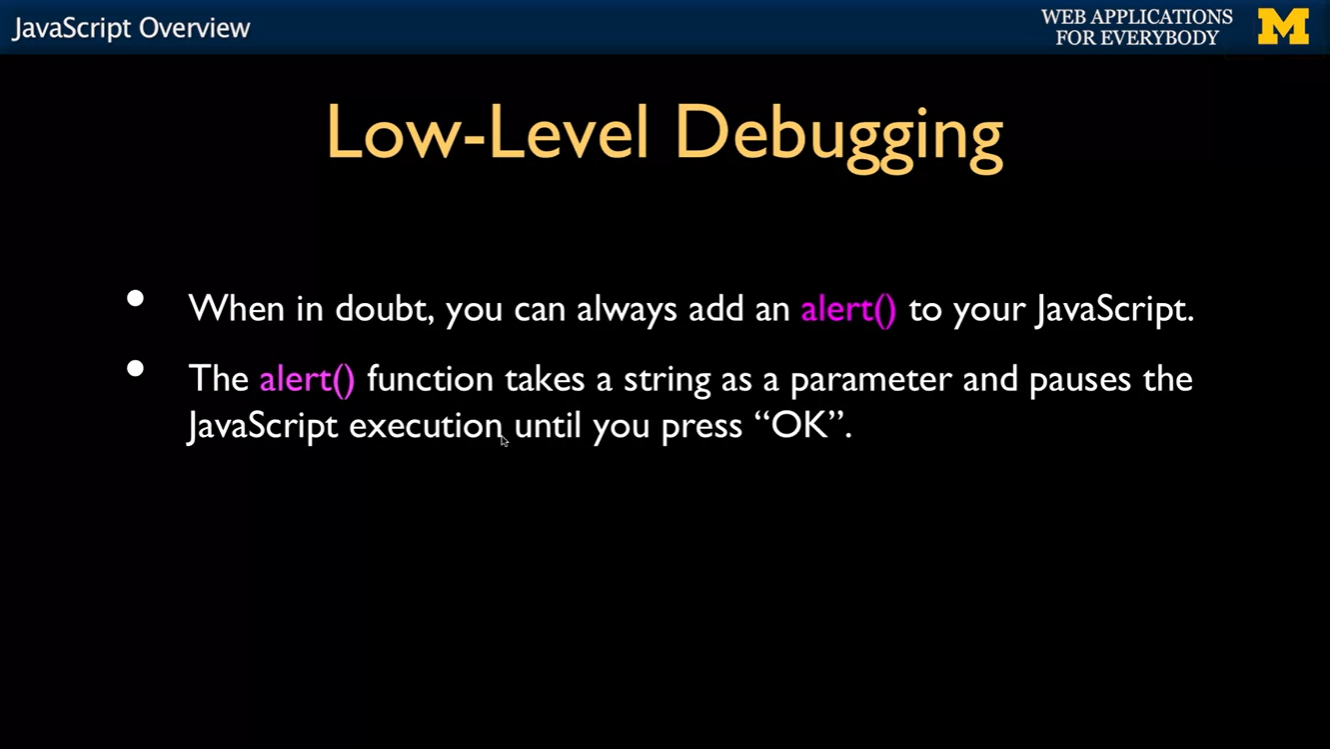 JavaScript Overview
WEB APPLICATIONS
FOR EVERYBODY
M
Low-Level Debugging
• When in doubt, you can always add an alert() to your JavaScript.
• The alert() function takes a string as a parameter and pauses the
JavaScript execution until you press “OK”.